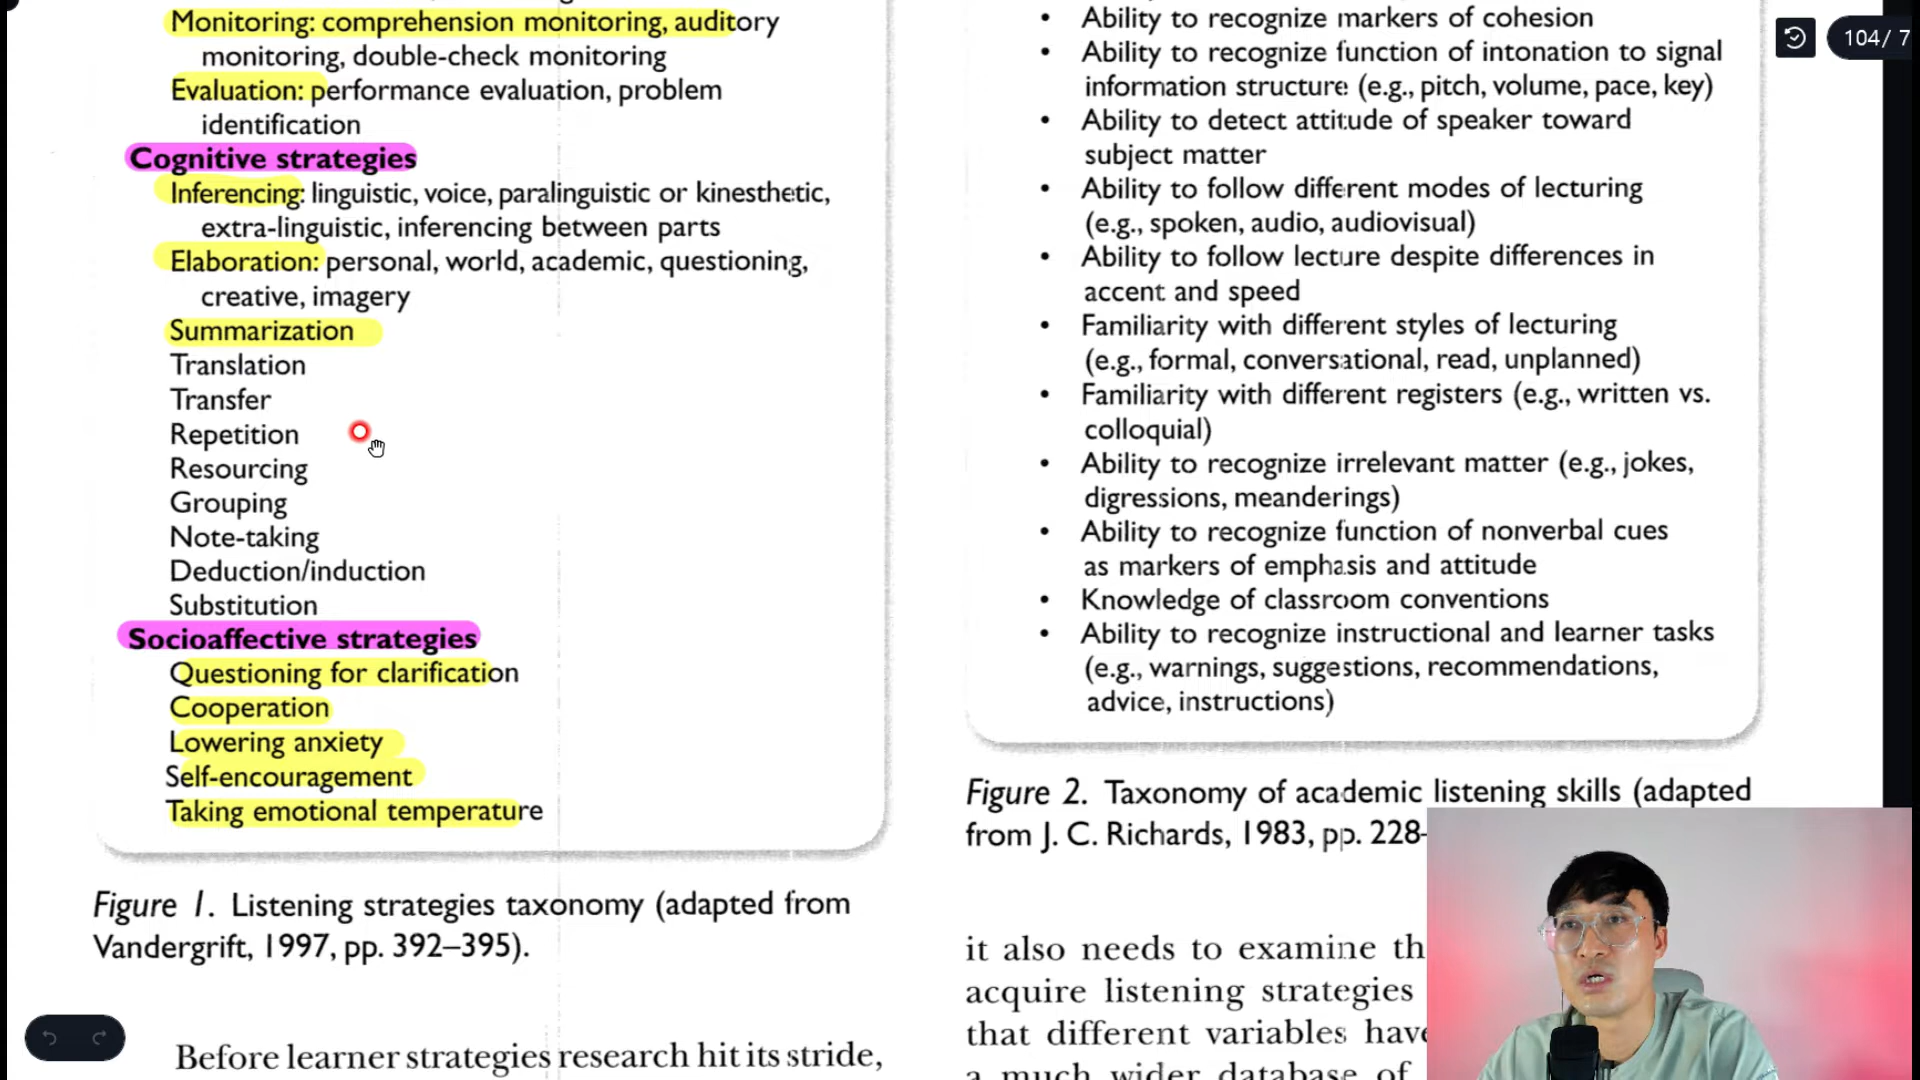 Monitoring: comprehension monitoring, auditory
monitoring, double-check monitoring
Evaluation: performance evaluation, problem
identification
Cognitive strategies
Inferencing: linguistic, voice, paralinguistic or kinesthetic,
extra-linguistic, inferencing between parts
Elaboration: personal, world, academic, questioning,
creative, imagery
Summarization
Translation
Transfer
Repetition
Resourcing
Grouping
Note-taking
Deduction/induction
Substitution
Socioaffective strategies
Questioning for clarification
Cooperation
Lowering anxiety
Self-encouragement
Taking emotional temperature
Figure 1. Listening strategies taxonomy (adapted from
Vandergrift, 1997, pp. 392–395).
Before learner strategies research hit its stride,
• Ability to recognize markers of cohesion
• Ability to recognize function of intonation to signal
information structure (e.g., pitch, volume, pace, key)
• Ability to detect attitude of speaker toward
subject matter
• Ability to follow different modes of lecturing
(e.g., spoken, audio, audiovisual)
• Ability to follow lecture despite differences in
accent and speed
• Familiarity with different styles of lecturing
(e.g., formal, conversational, read, unplanned)
• Familiarity with different registers (e.g., written vs.
colloquial)
• Ability to recognize irrelevant matter (e.g., jokes,
digressions, meanderings)
• Ability to recognize function of nonverbal cues
as markers of emphasis and attitude
• Knowledge of classroom conventions
• Ability to recognize instructional and learner tasks
(e.g., warnings, suggestions, recommendations,
advice, instructions)
Figure 2. Taxonomy of academic listening skills (adapted
from J. C. Richards, 1983, pp. 228-
it also needs to examine th
acquire listening strategies
that different variables have
a much wider database of
104/ 7